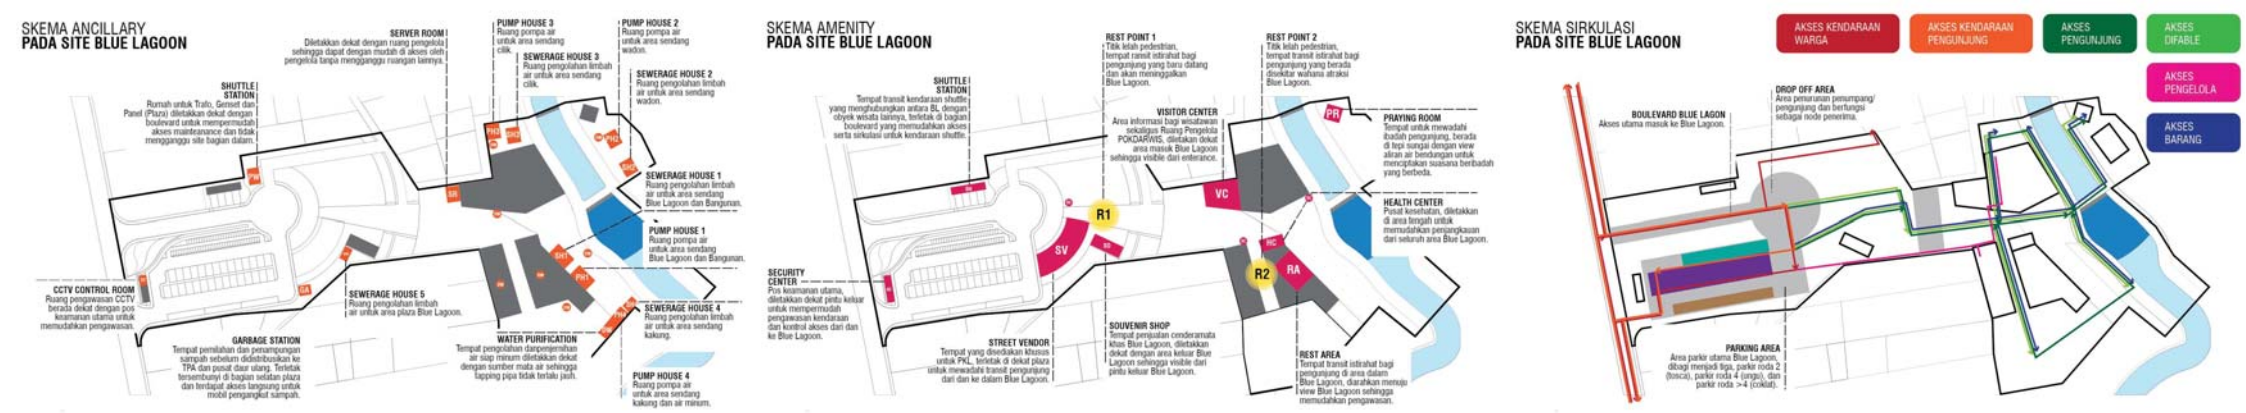 SKEMA ANCILLARY
PADA SITE BLUE LAGOON
SERVER ROOM
Diletakkan dekat dengan ruang pengelola
sehingga dapat dengan mudah di akses oleh
pengelola tanpa mengganggu ruangan lainnya.
PUMP HOUSE 3
Ruang pompa air
untuk area sendang
cilik.
SEWERAGE HOUSE 3
Ruang pengolahan limbah
air untuk area sendang
cilik.
PUMP HOUSE 2
Ruang pompa air
untuk area sendang
wadon.
SEWERAGE HOUSE 2
Ruang pengolahan limbah
air untuk area sendang
wadon.
SHUTTLE
STATION
Rumah untuk Trafo, Genset dan
Panel (Plaza) diletakkan dekat dengan
boulevard untuk mempermudah
akses mainteanance dan tidak
mengganggu site bagian dalam.
SEWERAGE HOUSE 1
Ruang pengolahan limbah
air untuk area sendang
Blue Lagoon dan Bangunan.
PUMP HOUSE 1
Ruang pompa air
untuk area sendang
Blue Lagoon dan Bangunan.
CCTV CONTROL ROOM
Ruang pengawasan CCTV
berada dekat dengan pos
keamanan utama untuk
memudahkan pengawasan.
SEWERAGE HOUSE 5
Ruang pengolahan limbah
air untuk area plaza Blue Lagoon.
SEWERAGE HOUSE 4
Ruang pengolahan limbah
air untuk area sendang
kakung.
GARBAGE STATION
Tempat pemilahan dan penampungan
sampah sebelum didistribusikan ke
TPA dan pusat daur ulang. Terletak
tersembunyi di bagian selatan plaza
dan terdapat akses langsung untuk
mobil pengangkut sampah.
WATER PURIFICATION
Tempat pengolahan danpenjernihan
air siap minum diletakkan dekat
dengan sumber mata air sehingga
tapping pipa tidak terlalu jauh.
PUMP HOUSE 4
Ruang pompa air
untuk area sendang
kakung dan air minum.
PW
SR
PH3
SH3
PH2
SH2
SH1
PH1
PH4
GA
SKEMA AMENITY
PADA SITE BLUE LAGOON
REST POINT 1
Titik lelah pedestrian,
tempat ransit istirahat bagi
pengunjung yang baru datang
dan akan meninggalkan
Blue Lagoon.
REST POINT 2
Titik lelah pedestrian,
tempat transit istirahat bagi
pengunjung yang berada
disekitar wahana atraksi
Blue Lagoon.
SHUTTLE
STATION
Tempat transit kendaraan shuttle
yang menghubungkan antara BL dengan
obyek wisata lainnya, terletak di bagian
boulevard yang memudahkan akses
serta sirkulasi untuk kendaraan shuttle.
VISITOR CENTER
Area informasi bagi wisatawan
sekaligus Ruang Pengelola
POKDARWIS, diletakan dekat
area masuk Blue Lagoon
sehingga visible dari enterance.
PRAYING ROOM
Tempat untuk mewadahi
ibadah pengunjung, berada
di tepi sungai dengan view
aliran air bendungan untuk
menciptakan suasana beribadah
yang berbeda.
HEALTH CENTER
Pusat kesehatan, diletakkan
di area tengah untuk
memudahkan penjangkauan
dari seluruh area Blue Lagoon.
SECURITY
CENTER
Pos keamanan utama,
diletakkan dekat pintu keluar
untuk mempermudah
pengawasan kendaraan
dan kontrol akses dari dan
ke Blue Lagoon.
STREET VENDOR
Tempat yang disediakan khusus
untuk PKL, terletak di dekat plaza
untuk mewadahi transit pengunjung
dari dan ke dalam Blue Lagoon.
SOUVENIR SHOP
Tempat penjualan cenderamata
khas Blue Lagoon, diletakkan
dekat dengan area keluar Blue
Lagoon sehingga visible dari
pintu keluar Blue Lagoon.
REST AREA
Tempat transit istirahat bagi
pengunjung di area dalam
Blue Lagoon, diarahkan menuju
view Blue Lagoon sehingga
memudahkan pengawasan.
PR
VC
R1
SV
SO
HC
R2
RA
SKEMA SIRKULASI
PADA SITE BLUE LAGOON
AKSES KENDARAAN
WARGA
AKSES KENDARAAN
PENGUNJUNG
AKSES
PENGUNJUNG
AKSES
DIFABLE
AKSES
PENGELOLA
AKSES
BARANG
BOULEVARD BLUE LAGON
Akses utama masuk ke Blue Lagoon.
DROP OFF AREA
Area penurunan penumpang/
pengunjung dan berfungsi
sebagai node penerima.
PARKING AREA
Area parkir utama Blue Lagoon,
dibagi menjadi tiga, parkir roda 2
(tosca), parkir roda 4 (ungu), dan
parkir roda >4 (coklat).